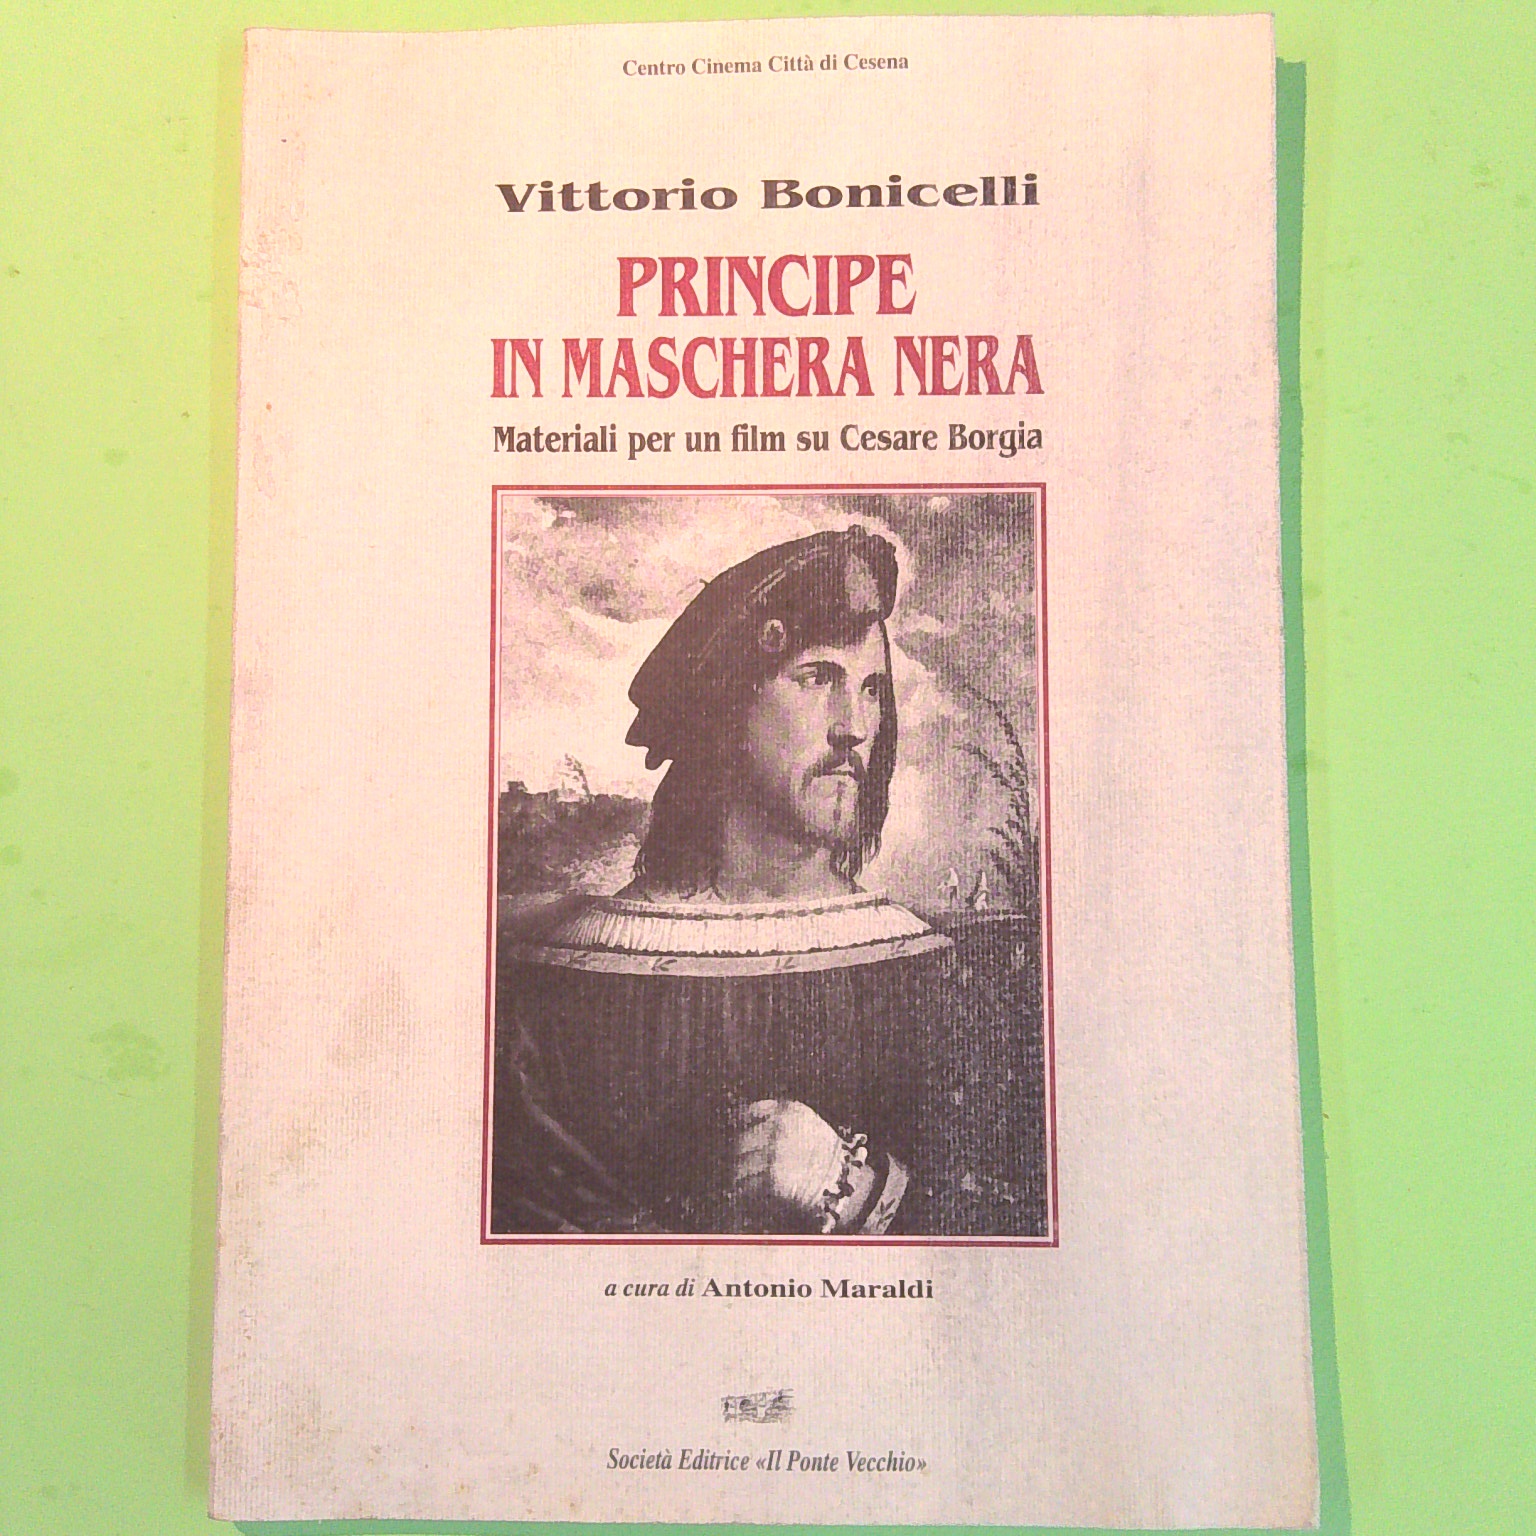 Centro Cinema Città di Cesena
Vittorio Bonicelli
PRINCIPE
IN MASCHERA NERA
Materiali per un film su Cesare Borgia
a cura di Antonio Maraldi
Società Editrice «Il Ponte Vecchio»